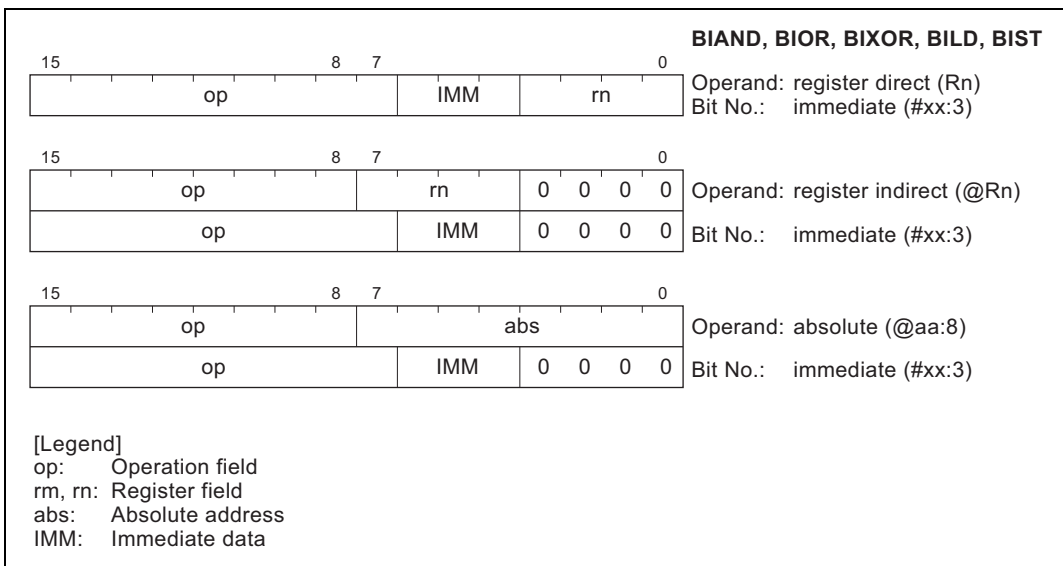 BIAND, BIOR, BIXOR, BILD, BIST
15 8 7 0
op IMM rn Operand: register direct (Rn)
Bit No.: immediate (#xx:3)
15 8 7 0
op rn 0 0 0 0 Operand: register indirect (@Rn)
op IMM 0 0 0 0 Bit No.: immediate (#xx:3)
15 8 7 0
op abs Operand: absolute (@aa:8)
op IMM 0 0 0 0 Bit No.: immediate (#xx:3)
[Legend]
op: Operation field
rm, rn: Register field
abs: Absolute address
IMM: Immediate data